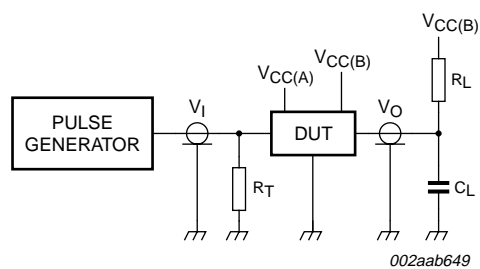 VCC(B)
VCC(B)
VCC(A)
RL
VI
VO
PULSE
GENERATOR
DUT
RT
CL
002aab649